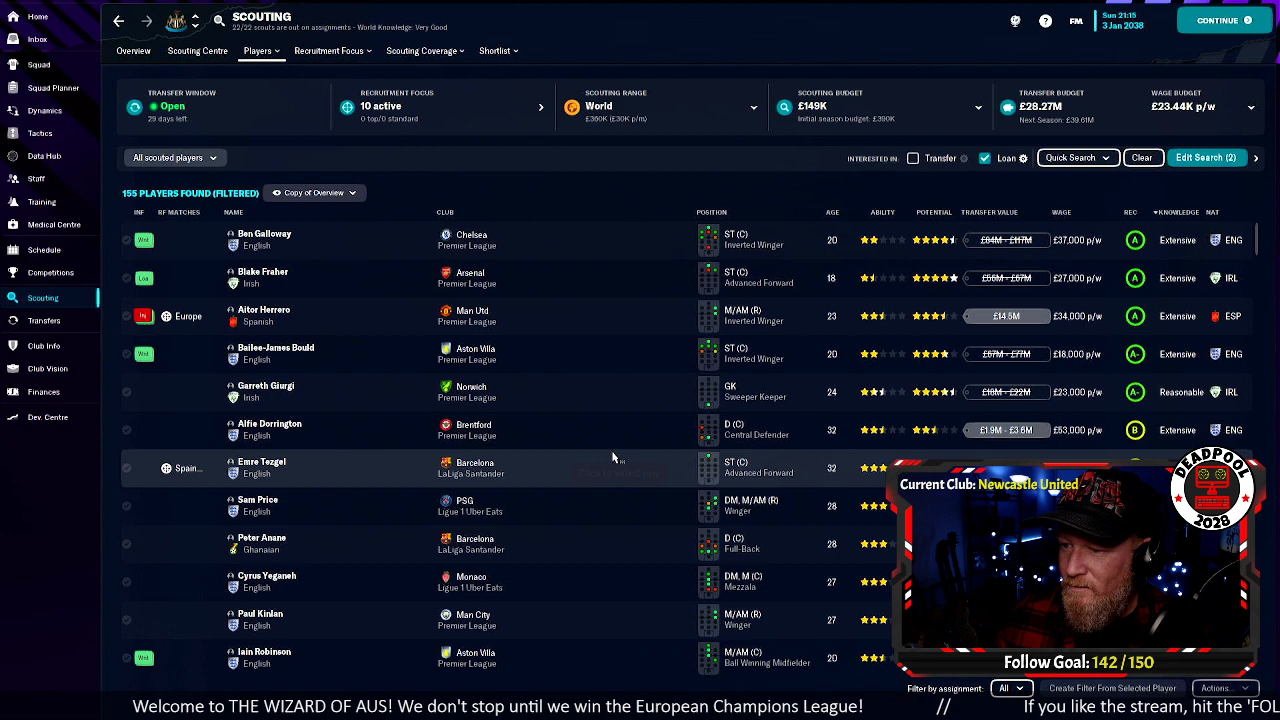 SCOUTING
22/22 scouts are out on assignments - World Knowledge: Very Good
FM
Sun 21:15
3 Jan 2038
CONTINUE
Home
Inbox
Squad
Squad Planner
Dynamics
Tactics
Data Hub
Staff
Training
Medical Centre
Schedule
Competitions
Scouting
Transfers
Club Info
Club Vision
Finances
Dev. Centre
Overview Scouting Centre Players Recruitment Focus Scouting Coverage Shortlist
TRANSFER WINDOW
Open
29 days left
RECRUITMENT FOCUS
10 active
0 top/0 standard
SCOUTING RANGE
World
£360K (£30K p/m)
SCOUTING BUDGET
£149K
Initial season budget: £390K
TRANSFER BUDGET
£28.27M
Next Season: £39.61M
WAGE BUDGET
£23.44K p/w
All scouted players
INTERESTED IN: Transfer Loan Quick Search Clear Edit Search (2)
155 PLAYERS FOUND (FILTERED) Copy of Overview
INF RF MATCHES NAME CLUB POSITION AGE ABILITY POTENTIAL TRANSFER VALUE WAGE REC KNOWLEDGE NAT
Wnt Ben Galloway Chelsea ST (C) 20 £64M - £117M £37,000 p/w A Extensive ENG
English Premier League Inverted Winger
Loa Blake Fraher Arsenal ST (C) 18 £56M - £67M £27,000 p/w A Extensive IRL
Irish Premier League Advanced Forward
Inj Europe Aitor Herrero Man Utd M/AM (R) 23 £14.5M £34,000 p/w A Extensive ESP
Spanish Premier League Inverted Winger
Wnt Bailee-James Bould Aston Villa ST (C) 20 £67M - £77M £18,000 p/w A- Extensive ENG
English Premier League Inverted Winger
Garreth Giurgi Norwich GK 24 £18M - £22M £23,000 p/w A- Reasonable IRL
Irish Premier League Sweeper Keeper
Alfie Dorrington Brentford D (C) 32 £1.9M - £3.6M £53,000 p/w B Extensive ENG
English Premier League Central Defender
Spain... Emre Tezgel Barcelona ST (C) 32
English LaLiga Santander Advanced Forward
Sam Price PSG DM, M/AM (R) 28
English Ligue 1 Uber Eats Winger
Peter Anane Barcelona D (C) 28
Ghanaian LaLiga Santander Full-Back
Cyrus Yeganeh Monaco DM, M (C) 27
English Ligue 1 Uber Eats Mezzala
Paul Kinlan Man City M/AM (R) 27
English Premier League Winger
Wnt Iain Robinson Aston Villa M/AM (C)
English Premier League Ball Winning Midfielder
Current Club: Newcastle United -
DEADPOOL
2028
Follow Goal: 142 / 150
Filter by assignment: All Create Filter From Selected Player Actions...
Welcome to THE WIZARD OF AUS! We don't stop until we win the European Champions League! // If you like the stream, hit the 'FOL